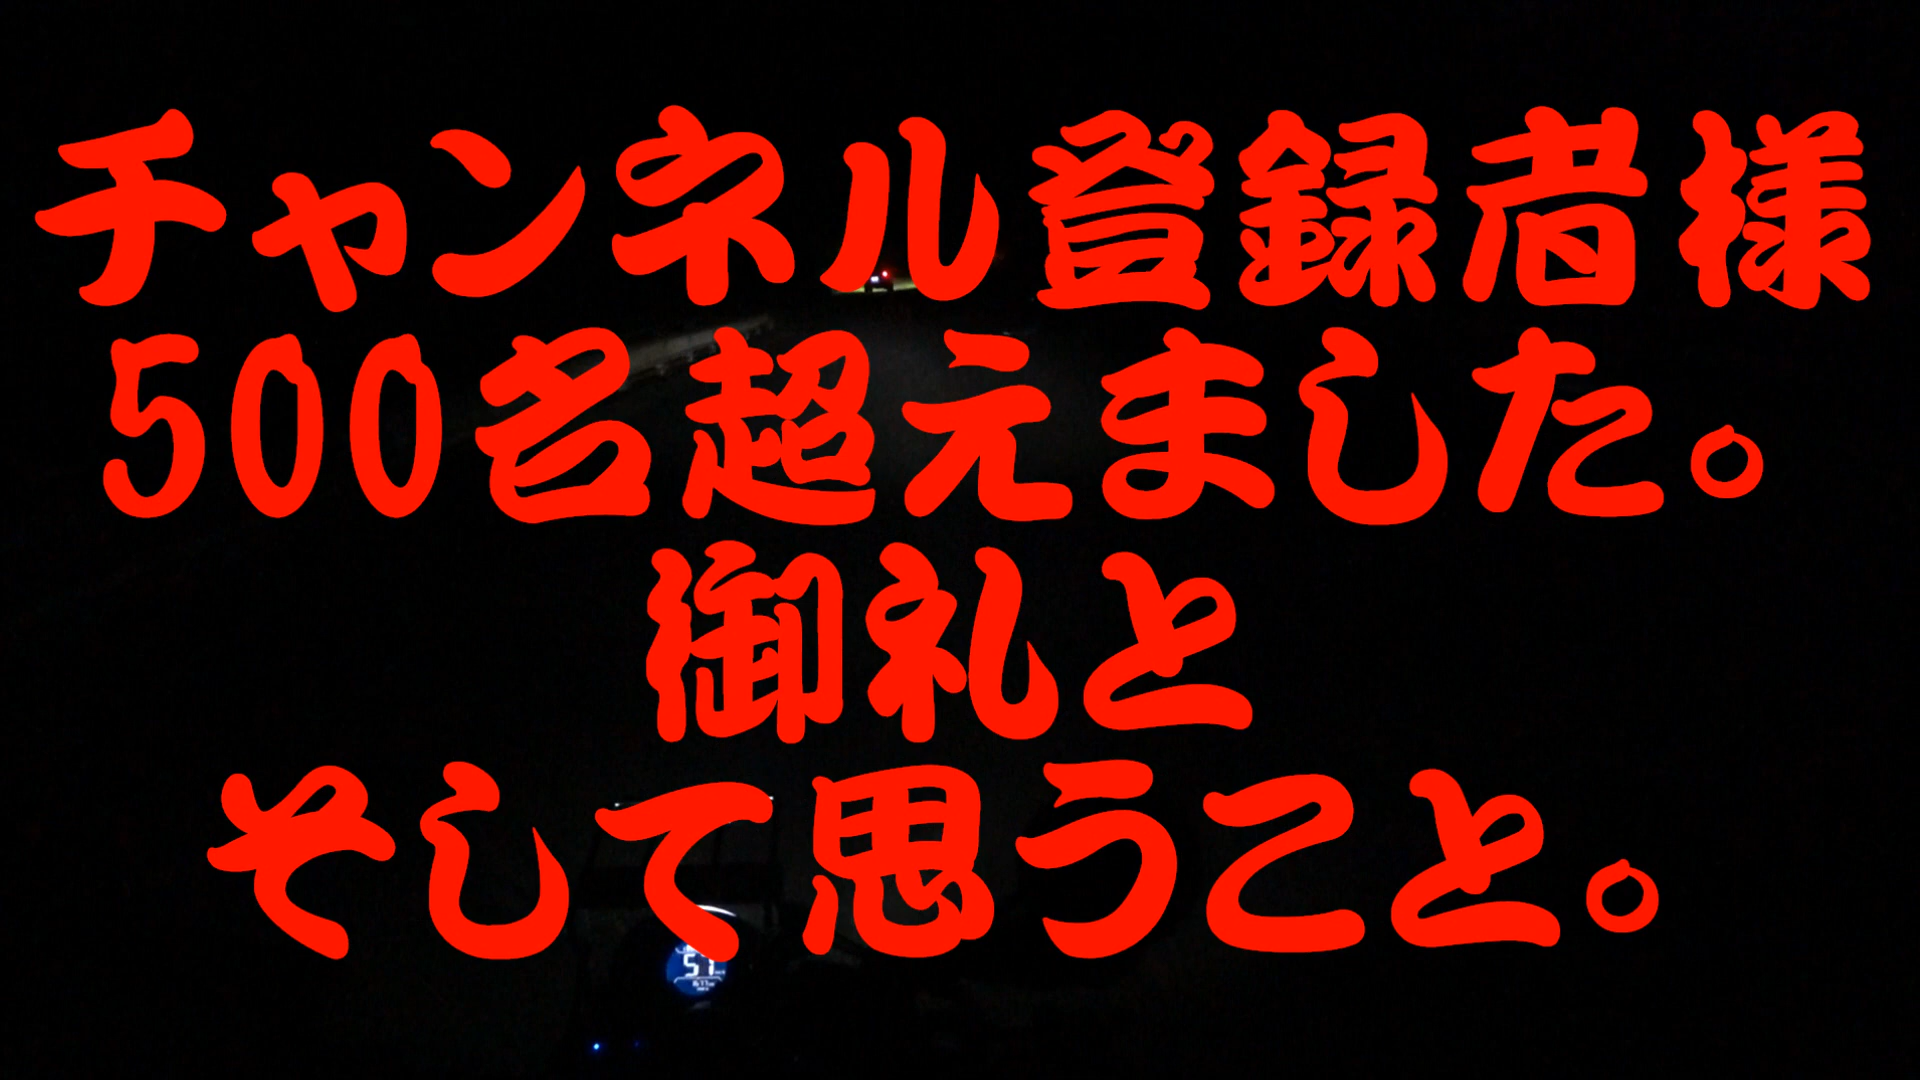 チャンネル登録者様
500名超えました。
御礼と
そして思うこと。